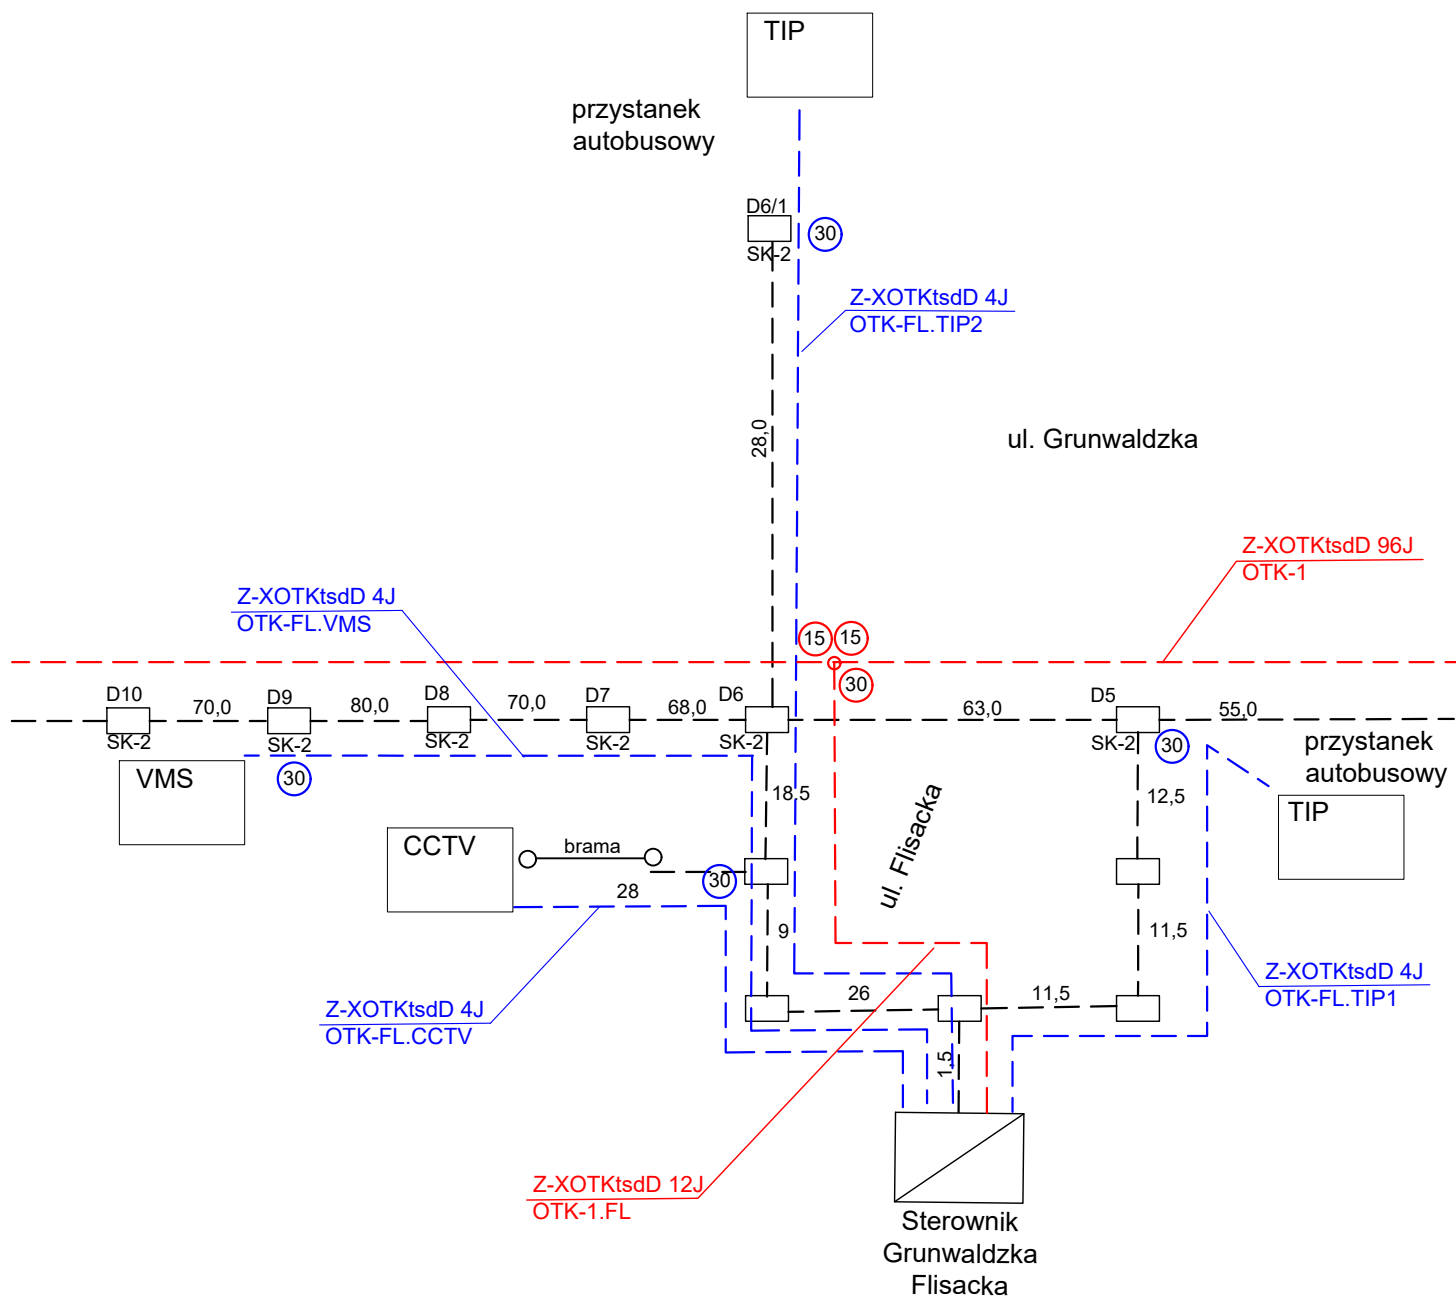 TIP
przystanek
autobusowy
D6/1
30
SK-2
Z-XOTKtsdD 4J
OTK-FL.TIP2
28,0
ul. Grunwaldzka
Z-XOTKtsdD 96J
OTK-1
Z-XOTKtsdD 4J
OTK-FL.VMS
15
15
30
D10
70,0
D9
80,0
D8
70,0
D7
68,0
D6
63,0
D5
55,0
SK-2
SK-2
SK-2
SK-2
SK-2
SK-2
30
przystanek
autobusowy
VMS
30
18,5
12,5
TIP
CCTV
brama
30
28
ul. Flisacka
9
11,5
Z-XOTKtsdD 4J
OTK-FL.TIP1
26
11,5
Z-XOTKtsdD 4J
OTK-FL.CCTV
1,5
Z-XOTKtsdD 12J
OTK-1.FL
Sterownik
Grunwaldzka
Flisacka